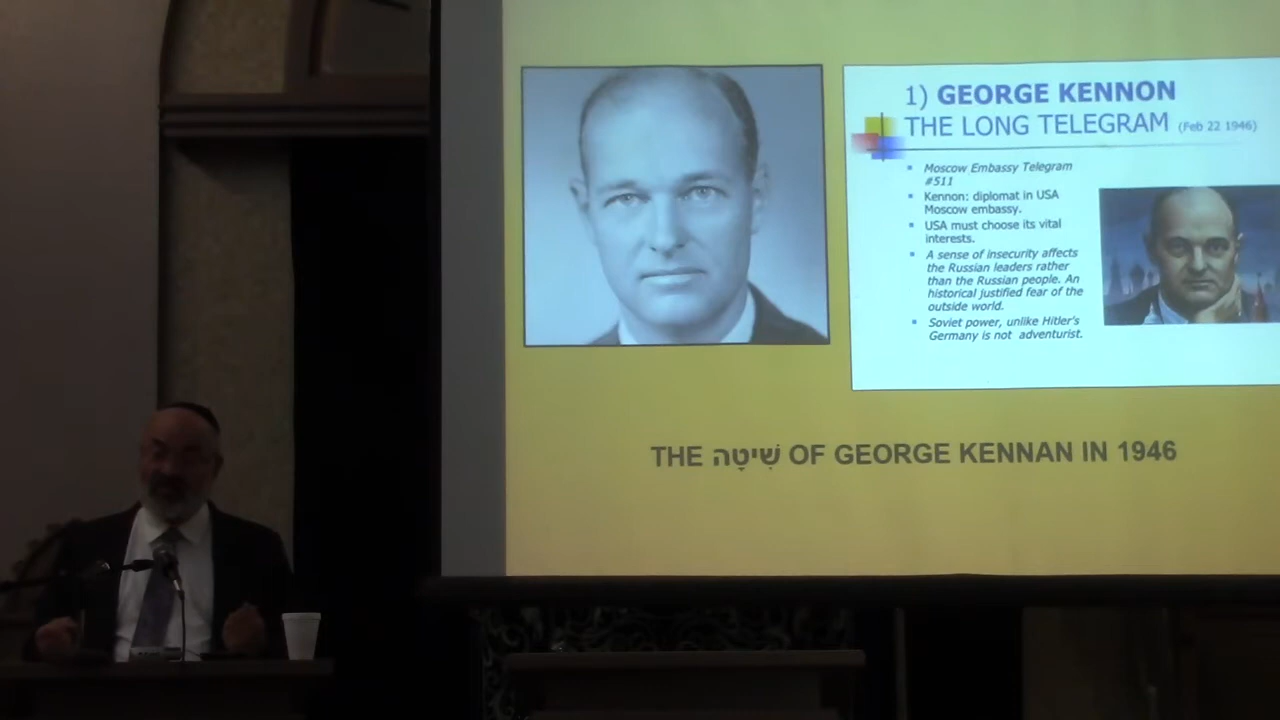 1) GEORGE KENNON
THE LONG TELEGRAM (Feb 22 1946)
Moscow Embassy Telegram
#511
Kennon: diplomat in USA
Moscow embassy.
USA must choose its vital
interests.
A sense of insecurity affects
the Russian leaders rather
than the Russian people. An
historical justified fear of the
outside world.
Soviet power, unlike Hitler's
Germany is not adventurist.
THE שִׁיטָה OF GEORGE KENNAN IN 1946